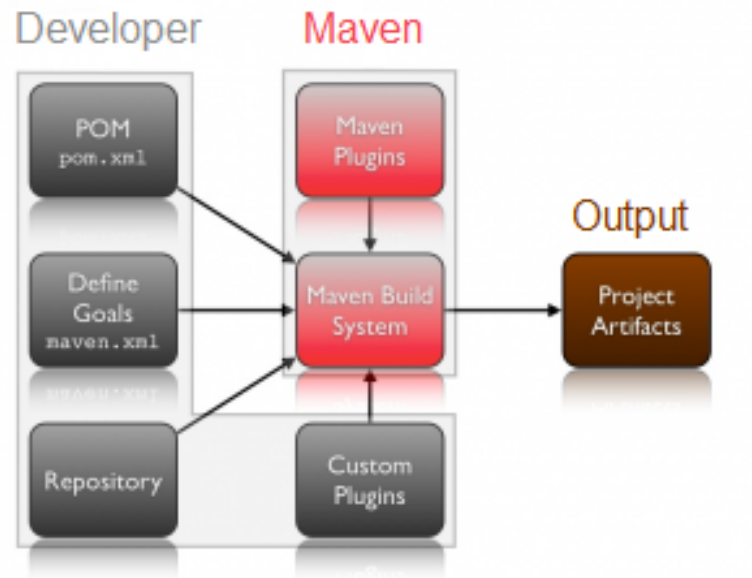 Developer
Maven
POM
pom.xml
Maven
Plugins
Output
Define
Goals
maven.xml
Maven Build
System
Project
Artifacts
Repository
Custom
Plugins